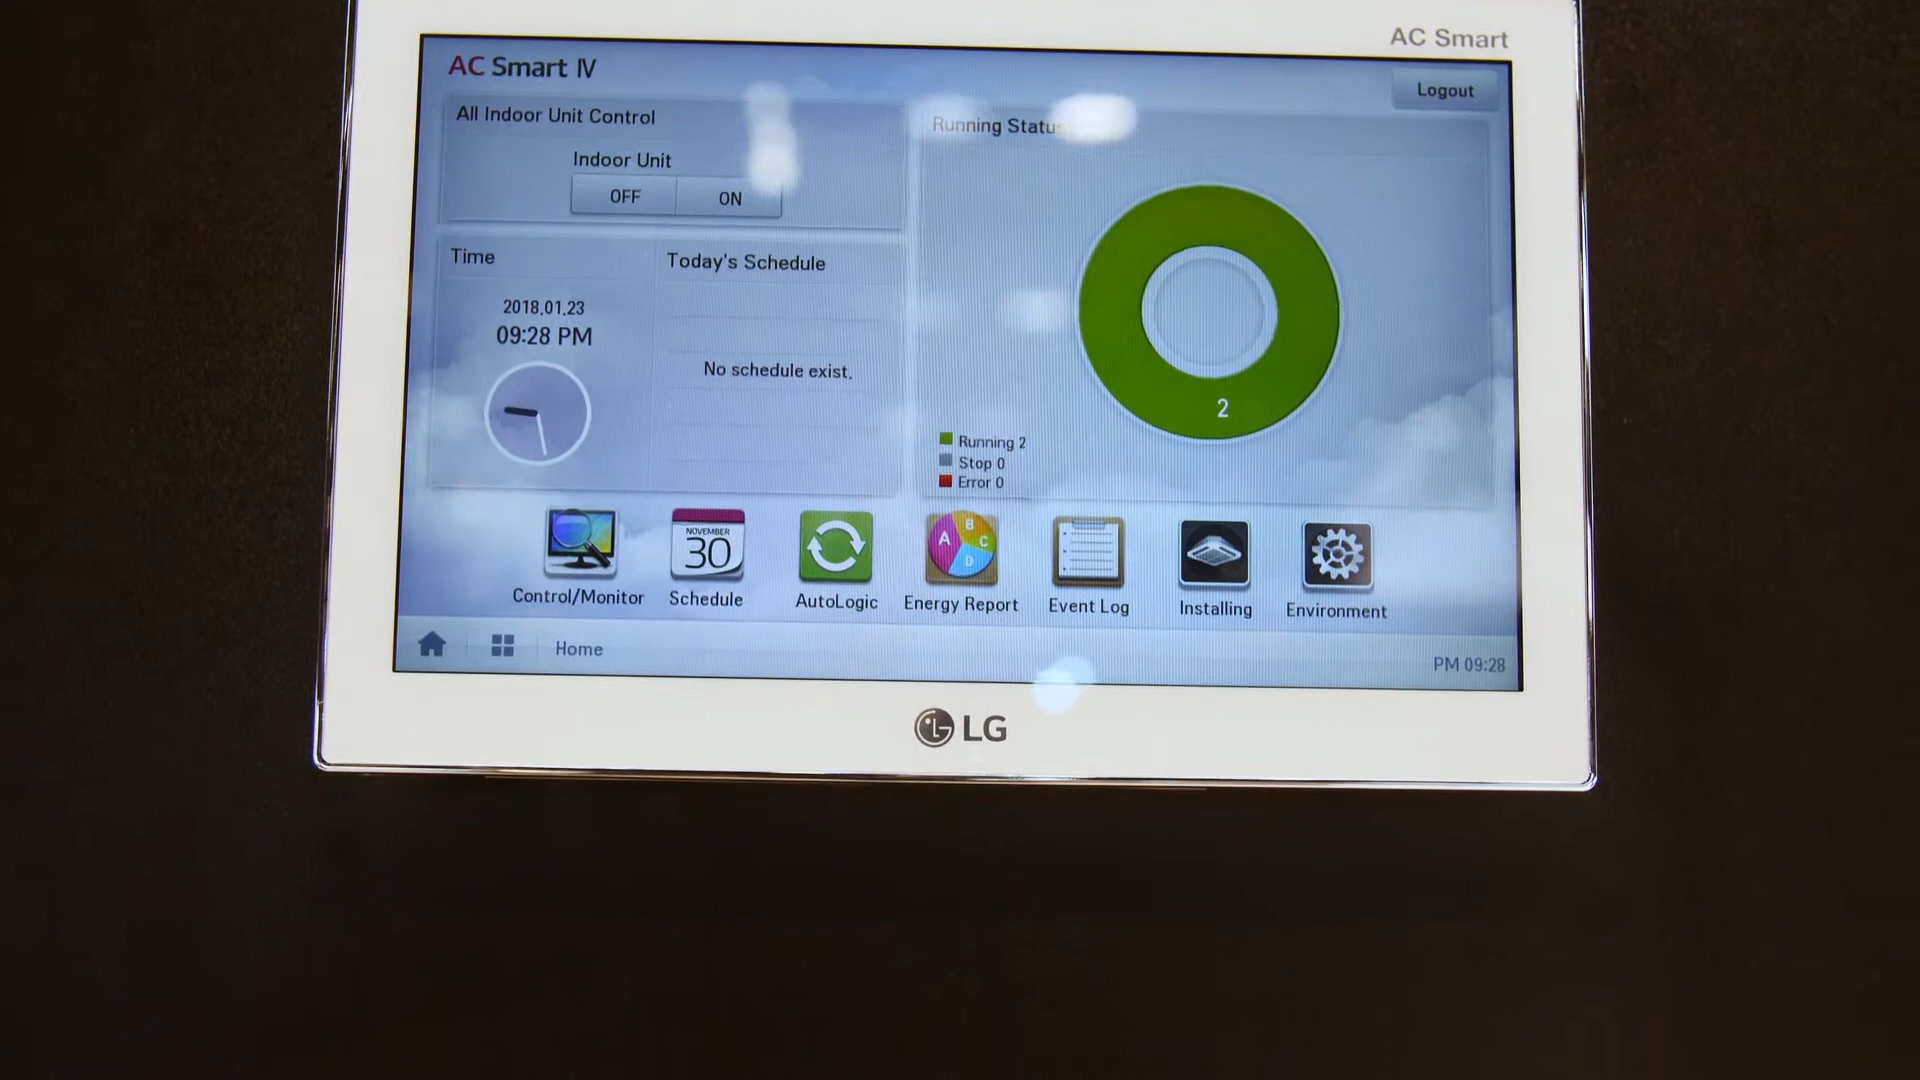 AC Smart
AC Smart IV
Logout
All Indoor Unit Control
Indoor Unit
OFF ON
Running Status
Time
2018.01.23
09:28 PM
Today's Schedule
No schedule exist.
2
Running 2
Stop 0
Error 0
NOVEMBER
30
A B C D
Control/Monitor
Schedule
AutoLogic
Energy Report
Event Log
Installing
Environment
Home
PM 09:28
LG